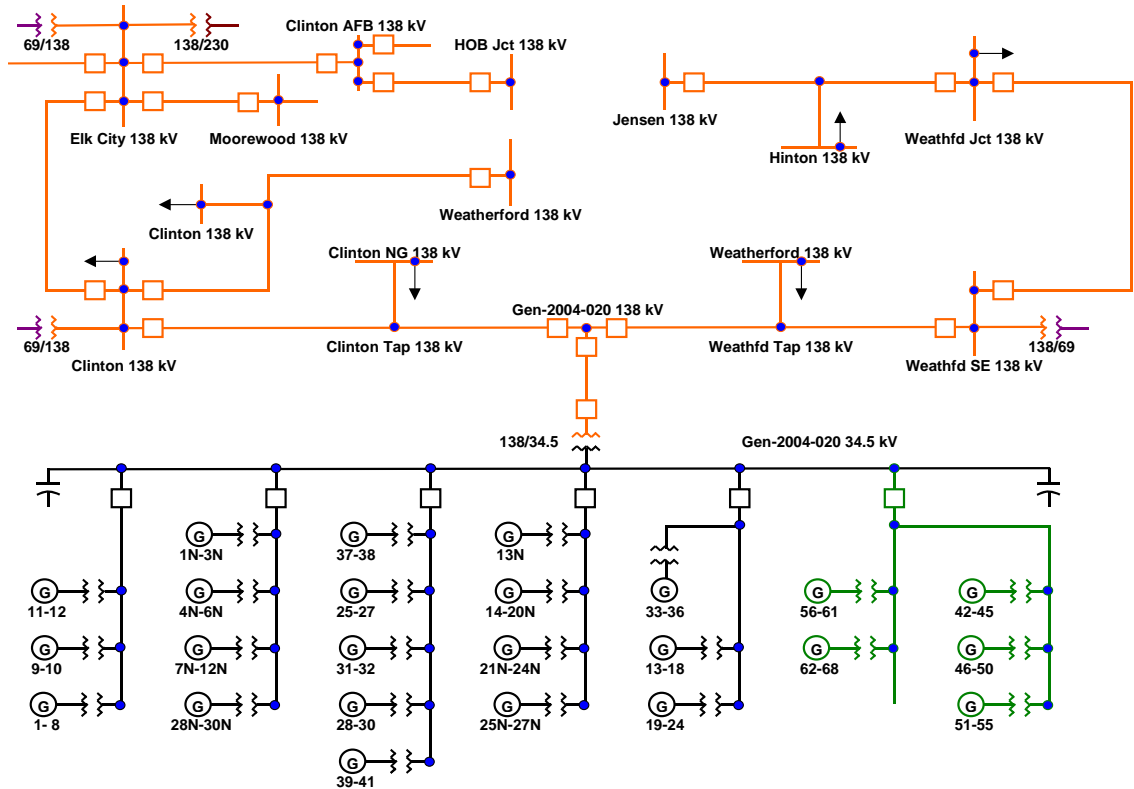 Clinton AFB 138 kV
69/138
138/230
HOB Jct 138 kV
Elk City 138 kV
Moorewood 138 kV
Jensen 138 kV
Weathfd Jct 138 kV
Hinton 138 kV
Clinton 138 kV
Weatherford 138 kV
Clinton NG 138 kV
Weatherford 138 kV
Gen-2004-020 138 kV
69/138
Clinton 138 kV
Clinton Tap 138 kV
Weathfd Tap 138 kV
Weathfd SE 138 kV
138/69
138/34.5
Gen-2004-020 34.5 kV
G
1N-3N
G
37-38
G
13N
G
11-12
G
4N-6N
G
25-27
G
14-20N
G
33-36
G
56-61
G
42-45
G
9-10
G
7N-12N
G
31-32
G
21N-24N
G
13-18
G
62-68
G
46-50
G
1- 8
G
28N-30N
G
28-30
G
25N-27N
G
19-24
G
51-55
G
39-41